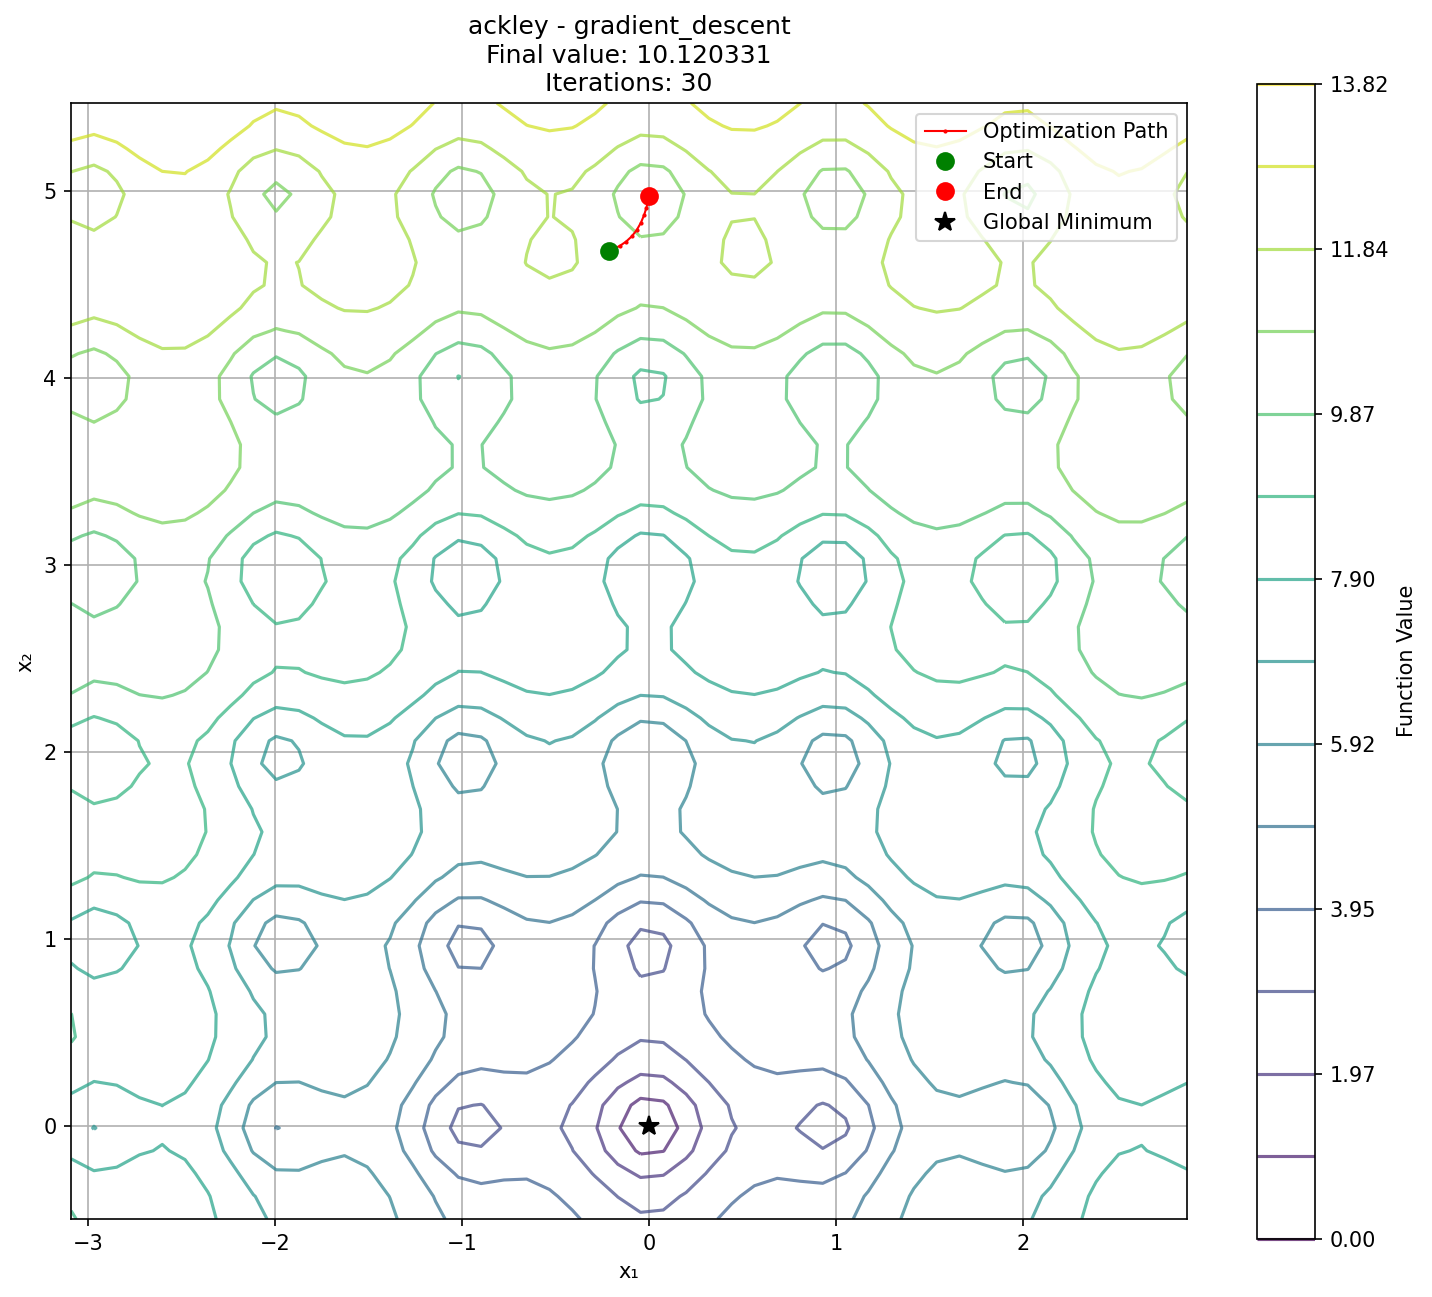 ackley - gradient_descent
Final value: 10.120331
Iterations: 30
Optimization Path
Start
End
Global Minimum
5
4
3
2
1
0
x₂
−3
−2
−1
0
1
2
x₁
13.82
11.84
9.87
7.90
5.92
3.95
1.97
0.00
Function Value